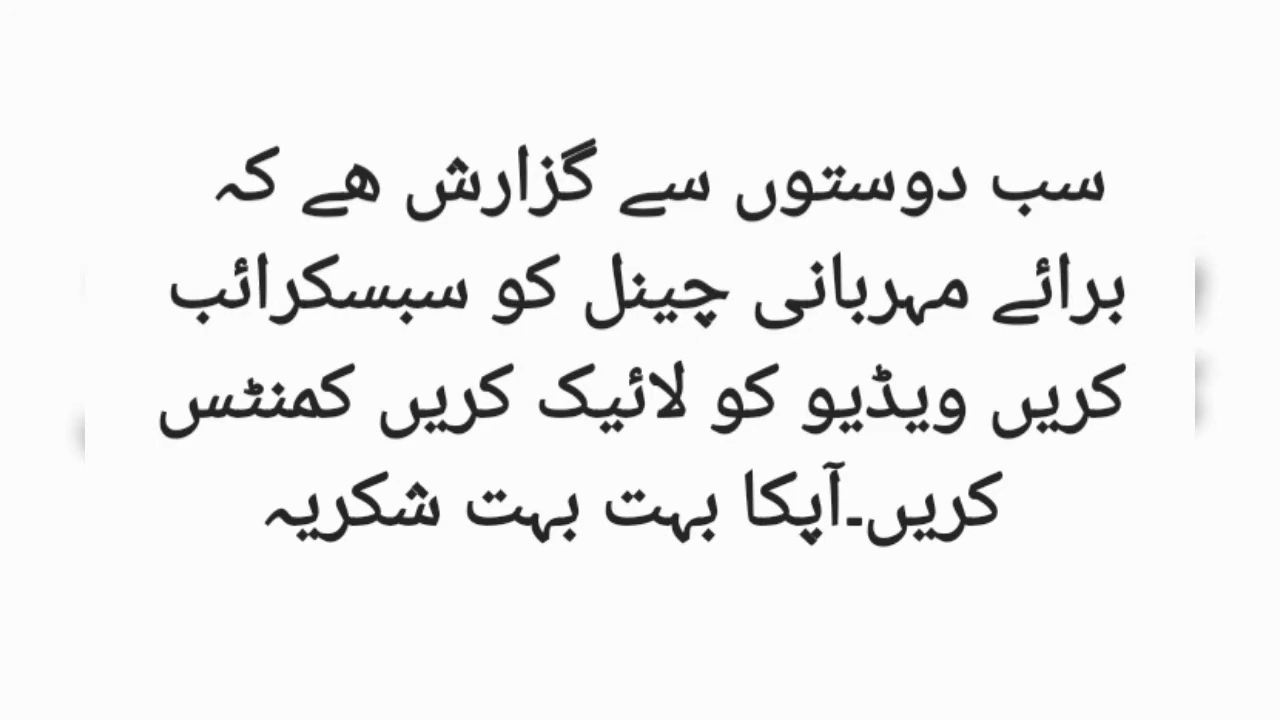 سب دوستوں سے گزارش ھے کہ
برائے مہربانی چینل کو سبسکرائب
کریں ویڈیو کو لائیک کریں کمنٹس
کریں۔آپکا بہت بہت شکریہ